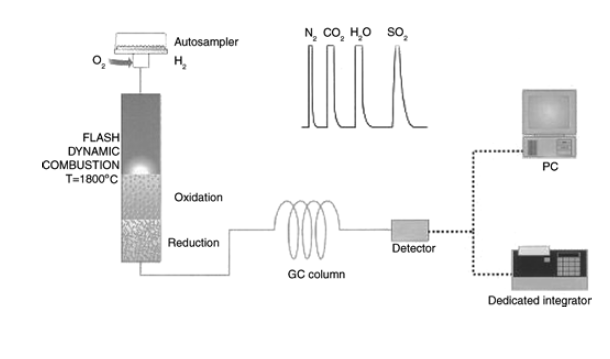 N2 CO2 H2O SO2
Autosampler
O2
H2
FLASH
DYNAMIC
COMBUSTION
T=1800°C
Oxidation
Reduction
GC column
Detector
PC
Dedicated integrator